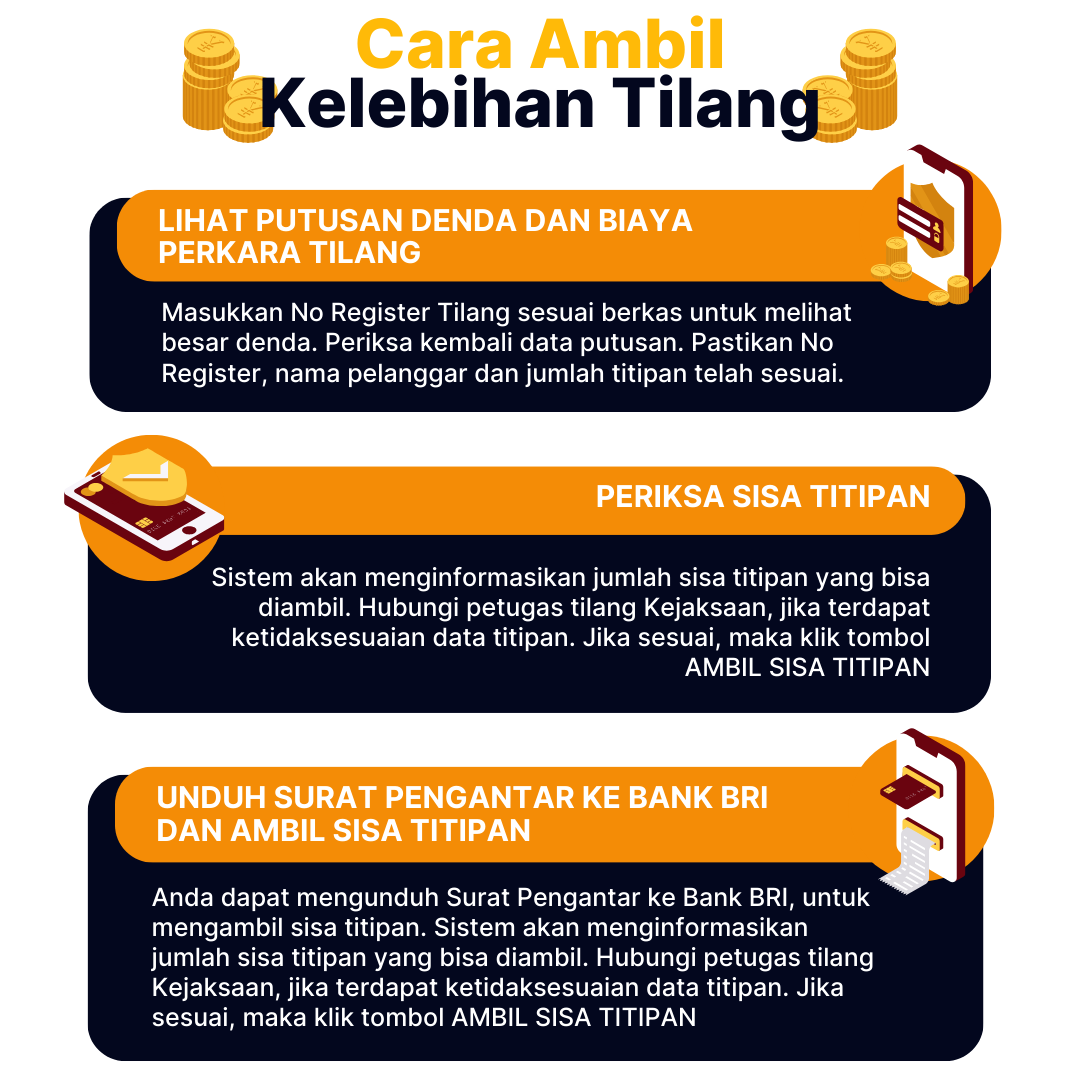 Cara Ambil
Kelebihan Tilang
LIHAT PUTUSAN DENDA DAN BIAYA
PERKARA TILANG
Masukkan No Register Tilang sesuai berkas untuk melihat
besar denda. Periksa kembali data putusan. Pastikan No
Register, nama pelanggar dan jumlah titipan telah sesuai.
PERIKSA SISA TITIPAN
Sistem akan menginformasikan jumlah sisa titipan yang bisa
diambil. Hubungi petugas tilang Kejaksaan, jika terdapat
ketidaksesuaian data titipan. Jika sesuai, maka klik tombol
AMBIL SISA TITIPAN
UNDUH SURAT PENGANTAR KE BANK BRI
DAN AMBIL SISA TITIPAN
Anda dapat mengunduh Surat Pengantar ke Bank BRI, untuk
mengambil sisa titipan. Sistem akan menginformasikan
jumlah sisa titipan yang bisa diambil. Hubungi petugas tilang
Kejaksaan, jika terdapat ketidaksesuaian data titipan. Jika
sesuai, maka klik tombol AMBIL SISA TITIPAN